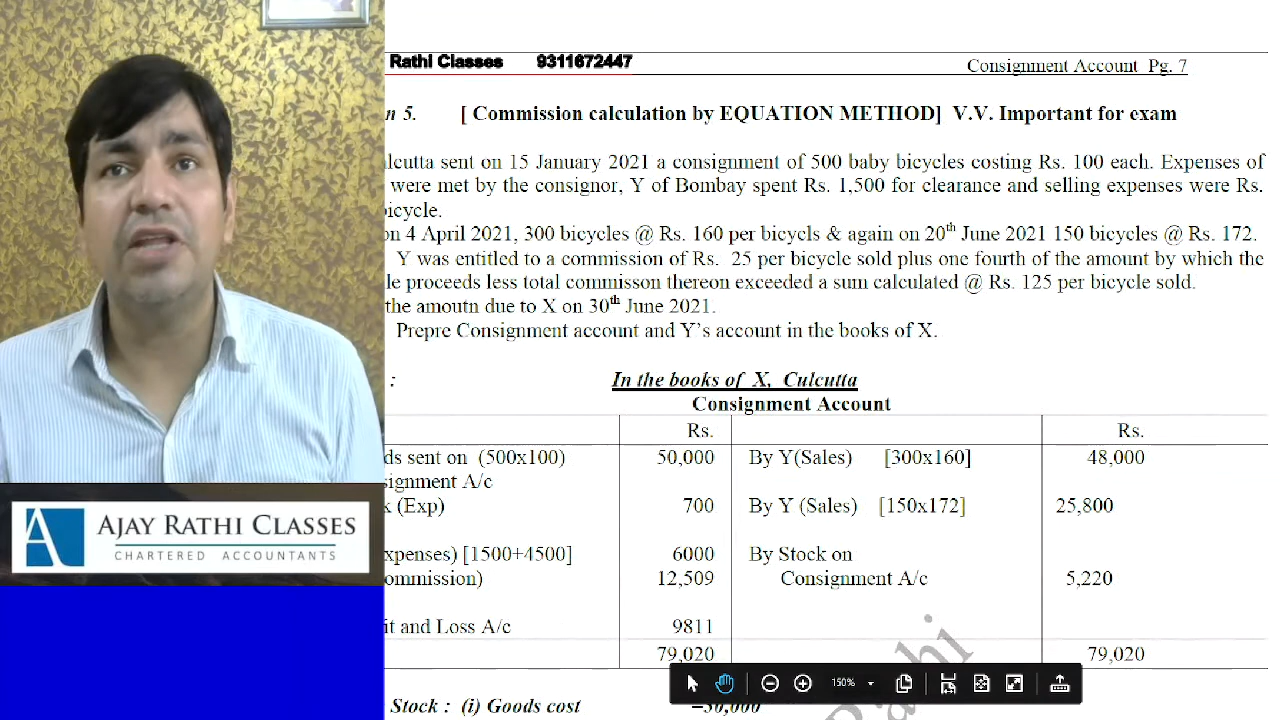 Rathi Classes 9311672447
Consignment Account Pg. 7
n 5. [ Commission calculation by EQUATION METHOD] V.V. Important for exam
lcutta sent on 15 January 2021 a consignment of 500 baby bicycles costing Rs. 100 each. Expenses of
were met by the consignor, Y of Bombay spent Rs. 1,500 for clearance and selling expenses were Rs.
icycle.
on 4 April 2021, 300 bicycles @ Rs. 160 per bicycls & again on 20th June 2021 150 bicycles @ Rs. 172.
Y was entitled to a commission of Rs. 25 per bicycle sold plus one fourth of the amount by which the
le proceeds less total commisson thereon exceeded a sum calculated @ Rs. 125 per bicycle sold.
the amoutn due to X on 30th June 2021.
Prepre Consignment account and Y's account in the books of X.
: In the books of X, Culcutta
Consignment Account
Rs. Rs.
ds sent on (500x100) 50,000 By Y(Sales) [300x160] 48,000
signment A/c
k (Exp) 700 By Y (Sales) [150x172] 25,800
xpenses) [1500+4500] 6000 By Stock on
ommission) 12,509 Consignment A/c 5,220
it and Loss A/c 9811
79,020 79,020
AJAY RATHI CLASSES
CHARTERED ACCOUNTANTS
150%
Stock : (i) Goods cost =50,000